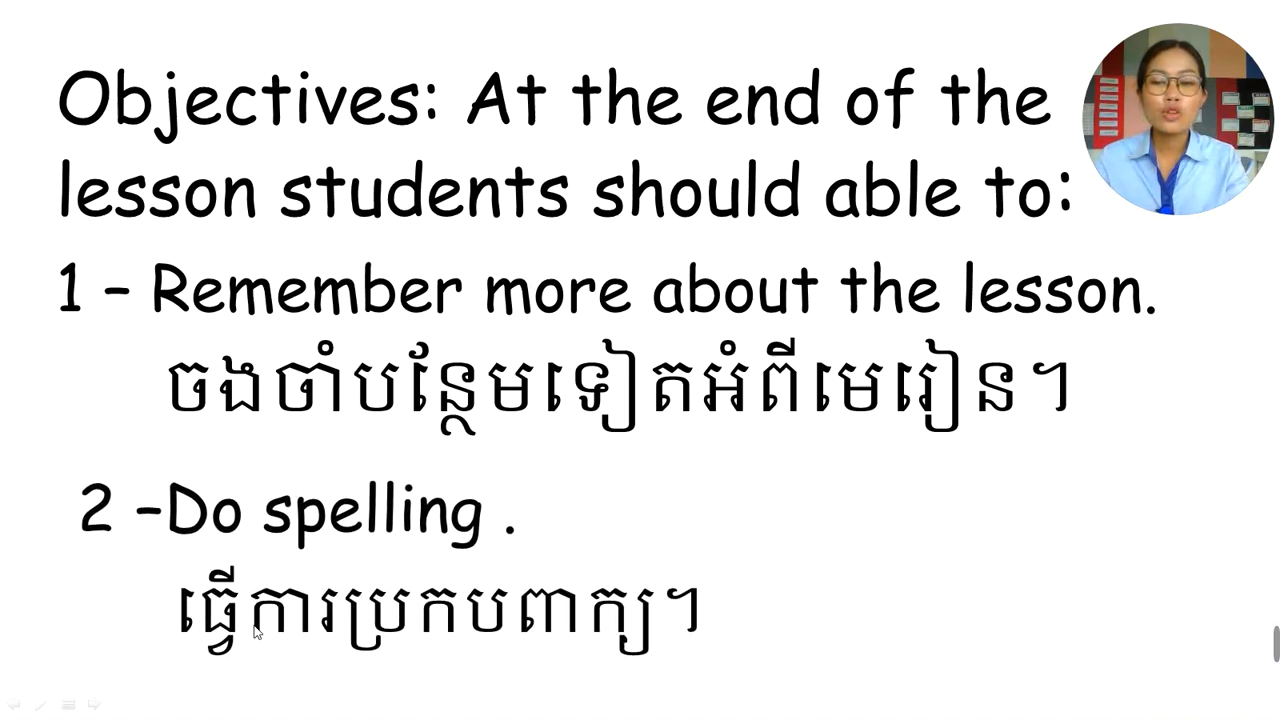 Objectives: At the end of the
lesson students should able to:
1 – Remember more about the lesson.
ចងចាំបន្ថែមទៀតអំពីមេរៀន។
2 –Do spelling .
ធ្វើការប្រកបពាក្យ។